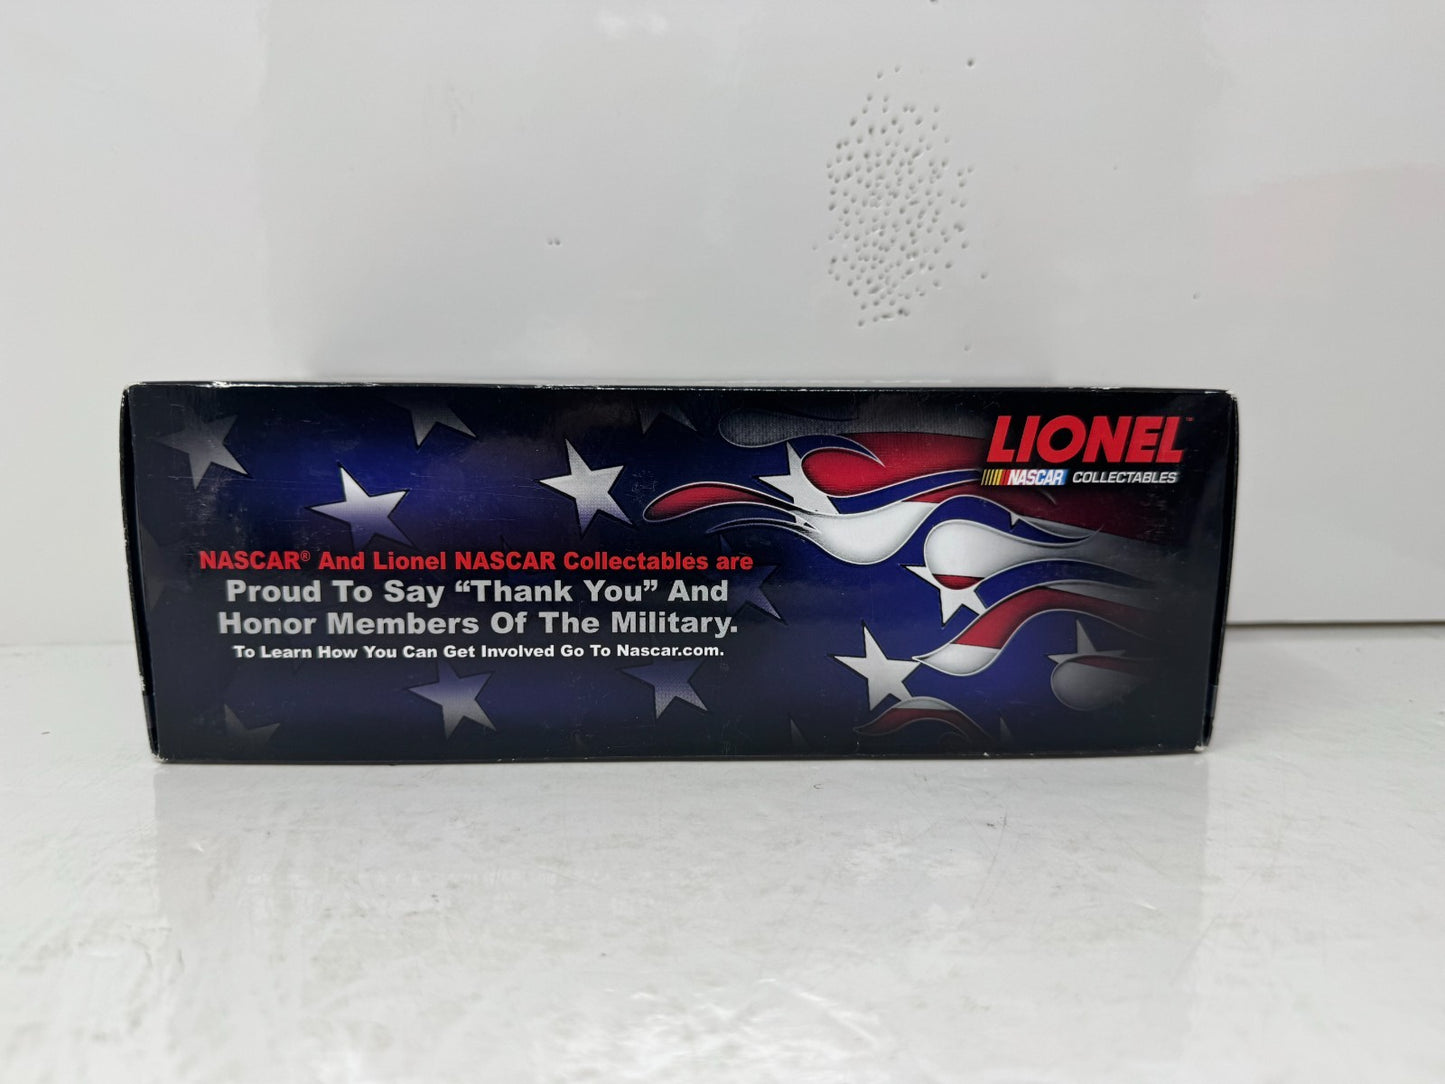 LIONEL™
NASCAR COLLECTABLES
NASCAR® And Lionel NASCAR Collectables are
Proud To Say “Thank You” And
Honor Members Of The Military.
To Learn How You Can Get Involved Go To Nascar.com.